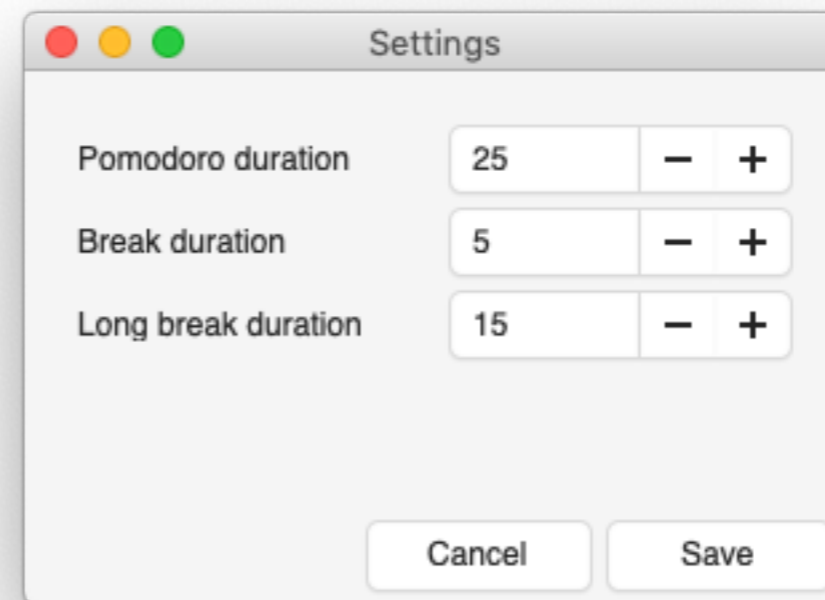 Settings
Pomodoro duration 25 − +
Break duration 5 − +
Long break duration 15 − +
Cancel Save